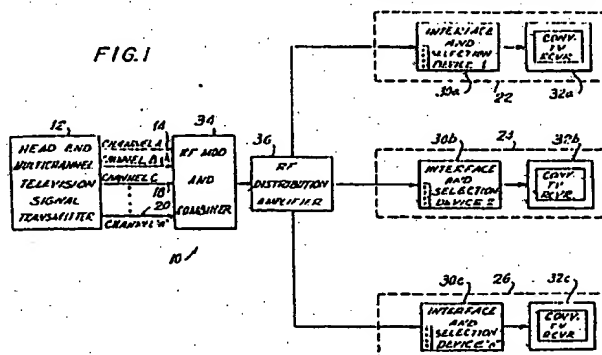 FIG.1
12
HEAD END
MULTICHANNEL
TELEVISION
SIGNAL
TRANSMITTER
14
CHANNEL A
CHANNEL B
CHANNEL C
18
20
CHANNEL "n"
34
RF MOD
AND
COMBINER
10
36
RF
DISTRIBUTION
AMPLIFIER
INTERFACE
AND
SELECTION
DEVICE 1
30a
CONV.
TV
RCVR.
32a
22
30b
INTERFACE
AND
SELECTION
DEVICE 2
24
32b
CONV.
TV
RCVR.
30c
INTERFACE
AND
SELECTION
DEVICE "n"
26
32c
CONV.
TV
RCVR.